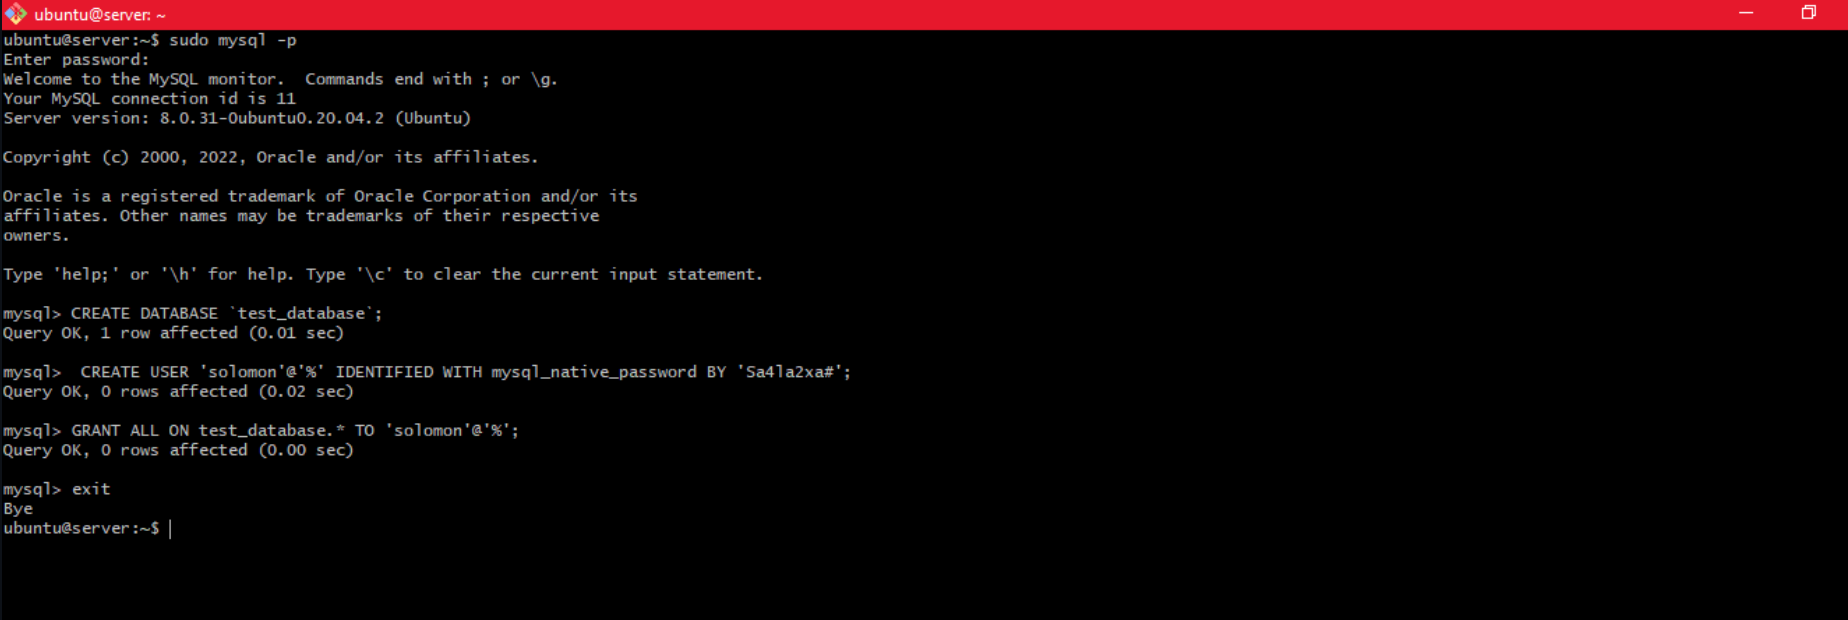 ubuntu@server: ~
ubuntu@server:~$ sudo mysql -p
Enter password:
Welcome to the MySQL monitor.  Commands end with ; or \g.
Your MySQL connection id is 11
Server version: 8.0.31-0ubuntu0.20.04.2 (Ubuntu)
Copyright (c) 2000, 2022, Oracle and/or its affiliates.
Oracle is a registered trademark of Oracle Corporation and/or its
affiliates. Other names may be trademarks of their respective
owners.
Type 'help;' or '\h' for help. Type '\c' to clear the current input statement.
mysql> CREATE DATABASE `test_database`;
Query OK, 1 row affected (0.01 sec)
mysql>  CREATE USER 'solomon'@'%' IDENTIFIED WITH mysql_native_password BY 'Sa4la2xa#';
Query OK, 0 rows affected (0.02 sec)
mysql> GRANT ALL ON test_database.* TO 'solomon'@'%';
Query OK, 0 rows affected (0.00 sec)
mysql> exit
Bye
ubuntu@server:~$